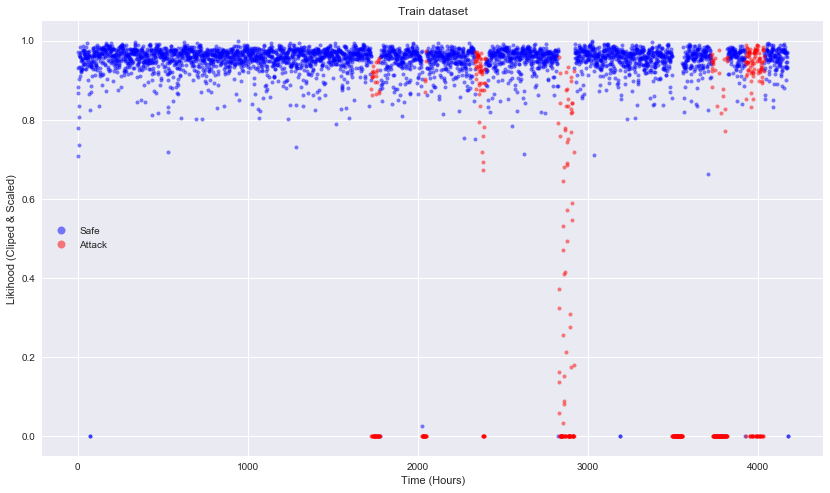 Train dataset
Likihood (Cliped & Scaled)
1.0
0.8
0.6
0.4
0.2
0.0
Safe
Attack
0 1000 2000 3000 4000
Time (Hours)